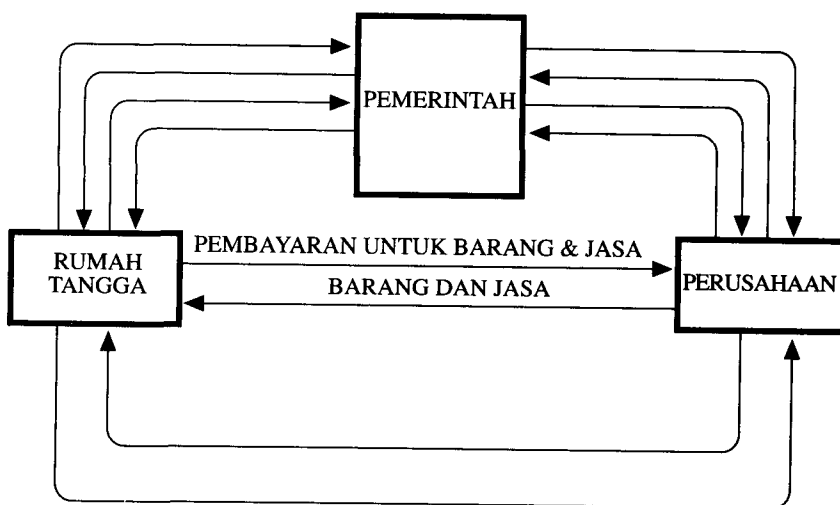 PEMERINTAH
PEMBAYARAN UNTUK BARANG & JASA
RUMAH
TANGGA
BARANG DAN JASA
PERUSAHAAN